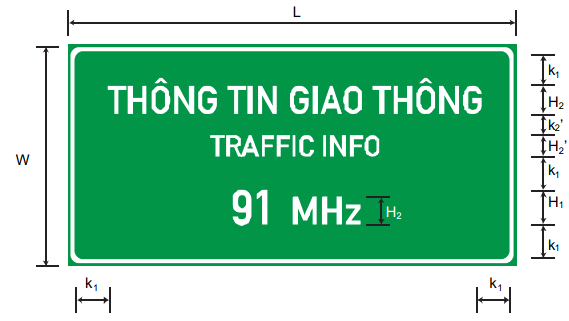 L
W
THÔNG TIN GIAO THÔNG
TRAFFIC INFO
91 MHz
H₂
k₁
H₂
k₂'
H₂'
k₁
H₁
k₁
k₁
k₁